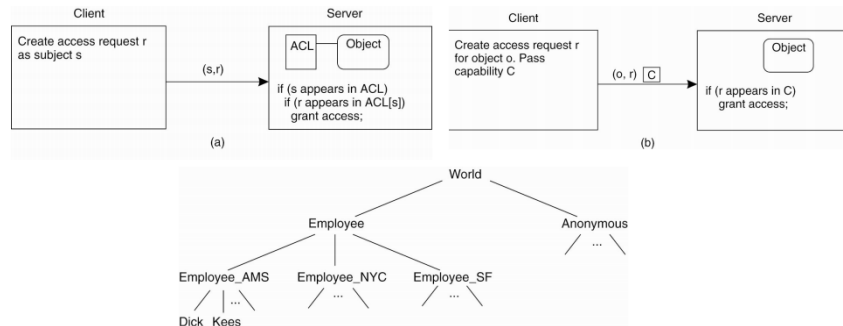 Client
Server
Create access request r
as subject s
(s,r)
ACL
Object
if (s appears in ACL)
if (r appears in ACL[s])
grant access;
(a)
Client
Server
Create access request r
for object o. Pass
capability C
(o, r) C
Object
if (r appears in C)
grant access;
(b)
World
Employee
Anonymous
...
Employee_AMS
Employee_NYC
Employee_SF
...
...
...
Dick Kees